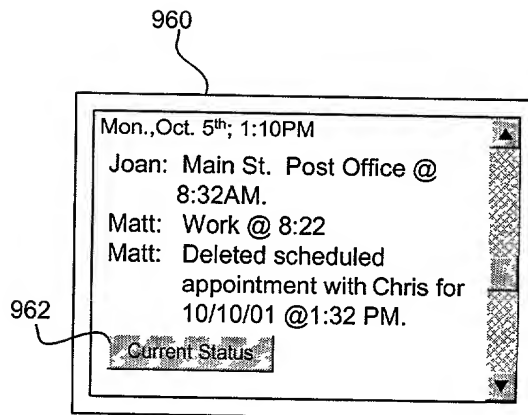 960
Mon.,Oct. 5th; 1:10PM
Joan: Main St. Post Office @
8:32AM.
Matt: Work @ 8:22
Matt: Deleted scheduled
appointment with Chris for
10/10/01 @1:32 PM.
962
Current Status